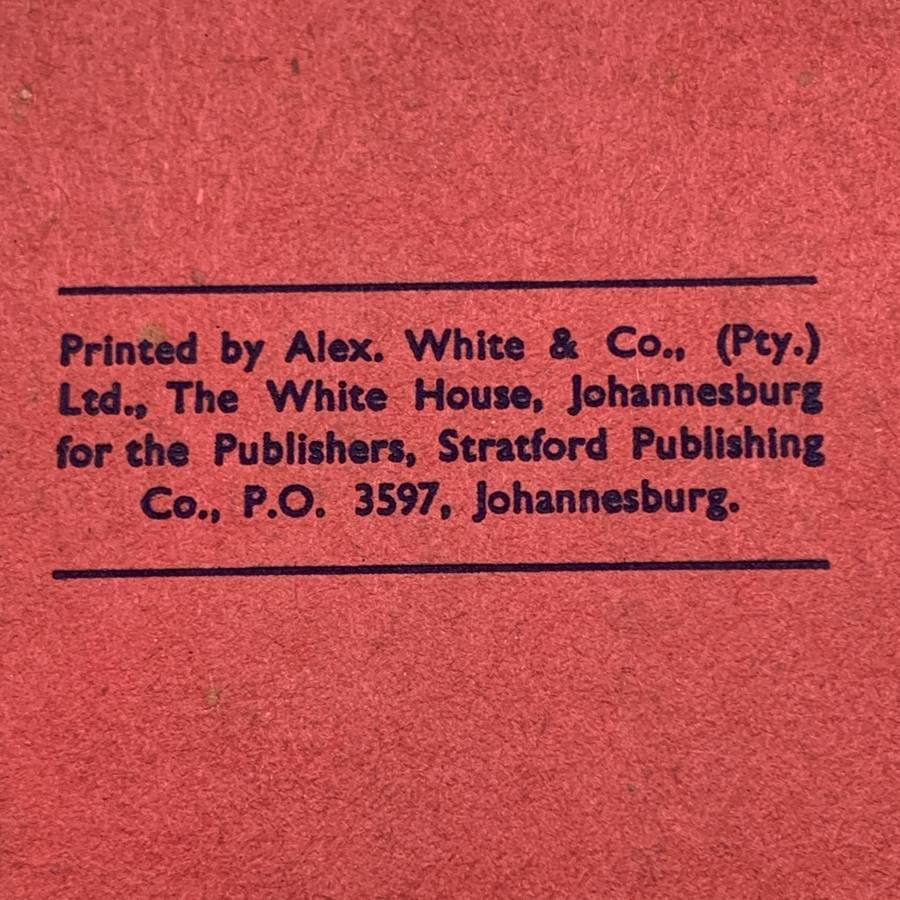 Printed by Alex. White & Co., (Pty.)
Ltd., The White House, Johannesburg
for the Publishers, Stratford Publishing
Co., P.O. 3597, Johannesburg.